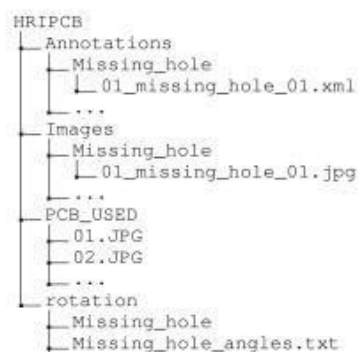 HRIPCB
Annotations
Missing_hole
01_missing_hole_01.xml
...
Images
Missing_hole
01_missing_hole_01.jpg
...
PCB_USED
01.JPG
02.JPG
rotation
Missing_hole
Missing_hole_angles.txt